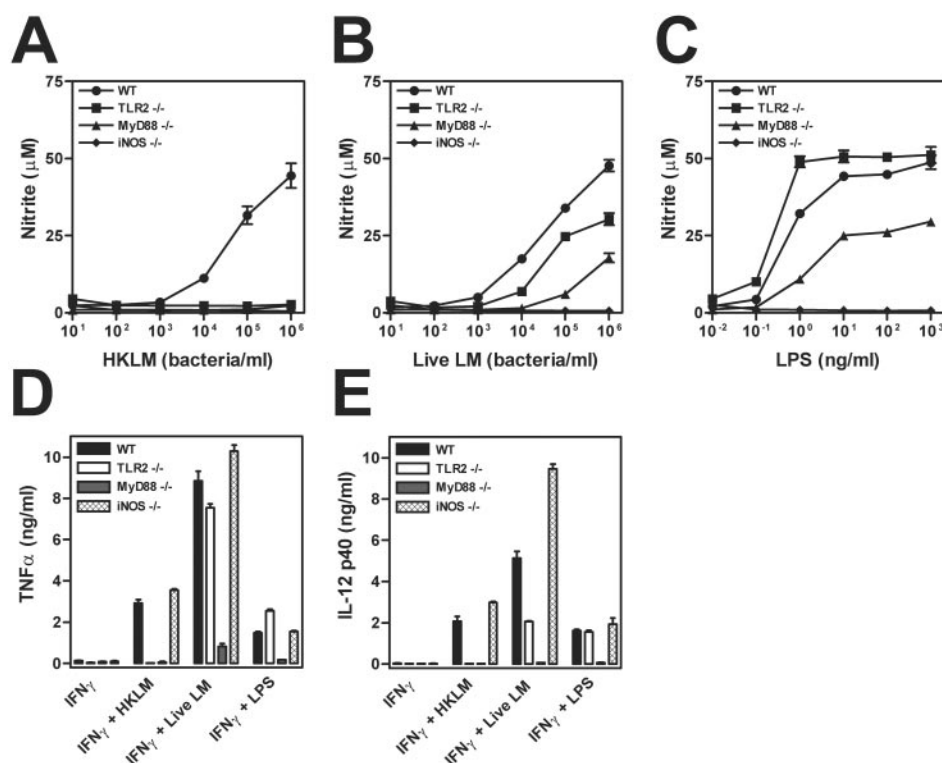 A
B
C
75
50
25
0
Nitrite (μM)
WT
TLR2 -/-
MyD88 -/-
iNOS -/-
10¹ 10² 10³ 10⁴ 10⁵ 10⁶
HKLM (bacteria/ml)
75
50
25
0
Nitrite (μM)
WT
TLR2 -/-
MyD88 -/-
iNOS -/-
10¹ 10² 10³ 10⁴ 10⁵ 10⁶
Live LM (bacteria/ml)
75
50
25
0
Nitrite (μM)
WT
TLR2 -/-
MyD88 -/-
iNOS -/-
10⁻² 10⁻¹ 10⁰ 10¹ 10² 10³
LPS (ng/ml)
D
E
10
8
6
4
2
0
TNFα (ng/ml)
WT
TLR2 -/-
MyD88 -/-
iNOS -/-
IFNγ
IFNγ + HKLM
IFNγ + Live LM
IFNγ + LPS
10
8
6
4
2
0
IL-12 p40 (ng/ml)
WT
TLR2 -/-
MyD88 -/-
iNOS -/-
IFNγ
IFNγ + HKLM
IFNγ + Live LM
IFNγ + LPS